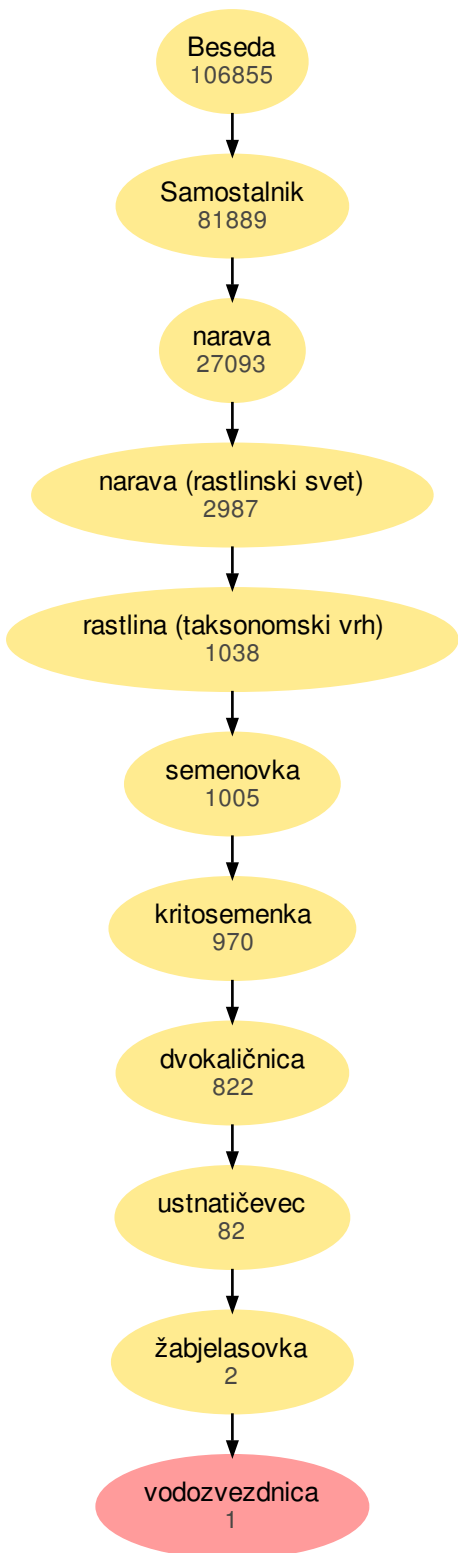 Beseda
106855
Samostalnik
81889
narava
27093
narava (rastlinski svet)
2987
rastlina (taksonomski vrh)
1038
semenovka
1005
kritosemenka
970
dvokaličnica
822
ustnatičevec
82
žabjelasovka
2
vodozvezdnica
1